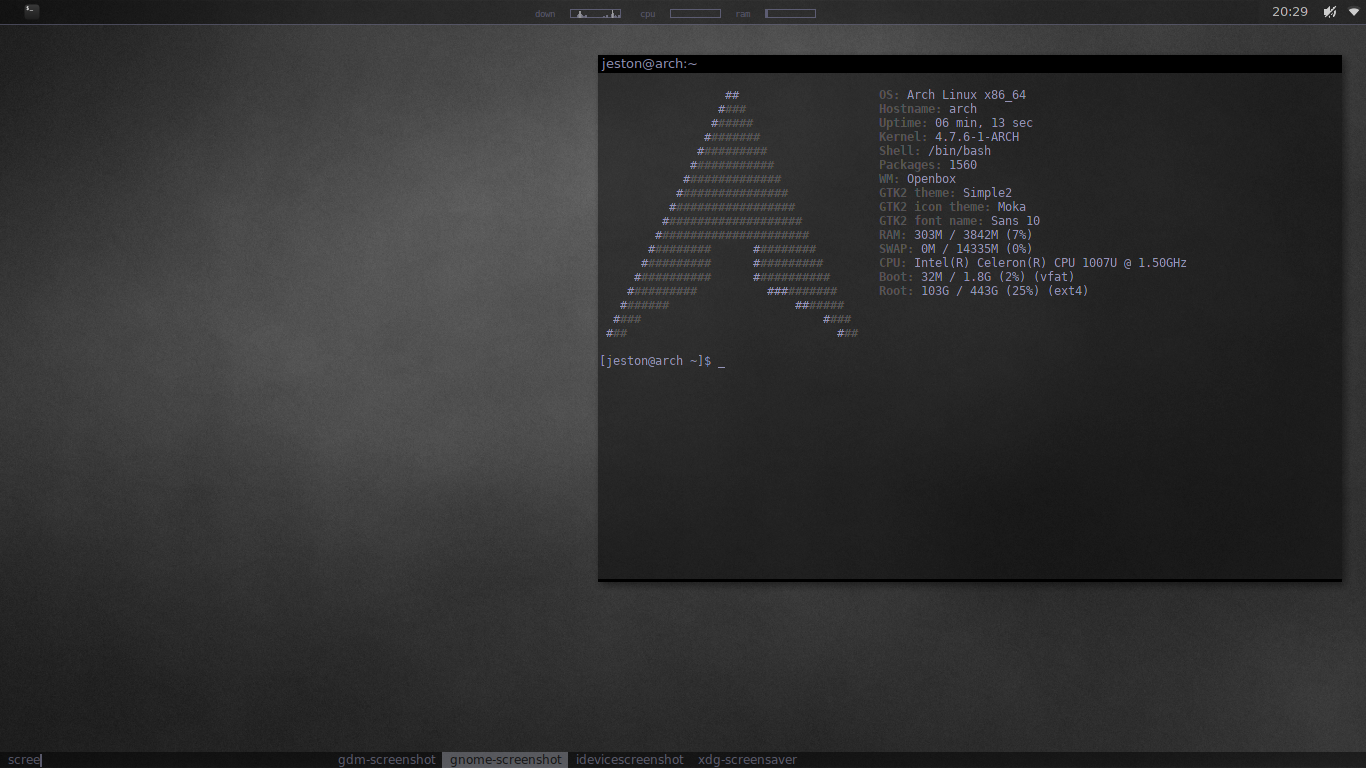 down cpu ram 20:29
jeston@arch:~
##
####
######
########
##########
############
##############
################
##################
####################
######################
######### #########
########## ##########
########### ###########
########## ##########
####### #######
#### ####
### ###
OS: Arch Linux x86_64
Hostname: arch
Uptime: 06 min, 13 sec
Kernel: 4.7.6-1-ARCH
Shell: /bin/bash
Packages: 1560
WM: Openbox
GTK2 theme: Simple2
GTK2 icon theme: Moka
GTK2 font name: Sans 10
RAM: 303M / 3842M (7%)
SWAP: 0M / 14335M (0%)
CPU: Intel(R) Celeron(R) CPU 1007U @ 1.50GHz
Boot: 32M / 1.8G (2%) (vfat)
Root: 103G / 443G (25%) (ext4)
[jeston@arch ~]$ _
scree gdm-screenshot gnome-screenshot idevicescreenshot xdg-screensaver